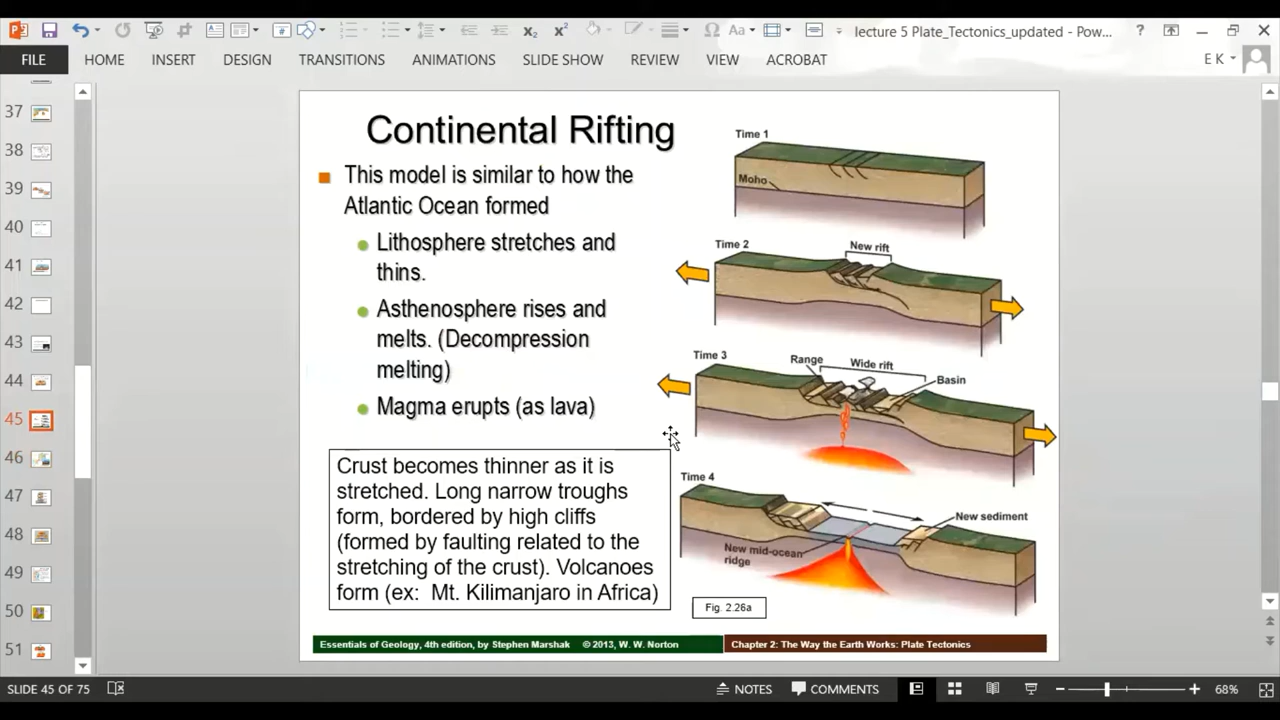 lecture 5 Plate_Tectonics_updated - Pow...
?
FILE
HOME
INSERT
DESIGN
TRANSITIONS
ANIMATIONS
SLIDE SHOW
REVIEW
VIEW
ACROBAT
E K
37
38
39
40
41
42
43
44
45
46
47
48
49
50
51
Continental Rifting
This model is similar to how the
Atlantic Ocean formed
Lithosphere stretches and
thins.
Asthenosphere rises and
melts. (Decompression
melting)
Magma erupts (as lava)
Crust becomes thinner as it is
stretched. Long narrow troughs
form, bordered by high cliffs
(formed by faulting related to the
stretching of the crust). Volcanoes
form (ex: Mt. Kilimanjaro in Africa)
Time 1
Moho
Time 2
New rift
Time 3
Range
Wide rift
Basin
Time 4
New sediment
New mid-ocean
ridge
Fig. 2.26a
Essentials of Geology, 4th edition, by Stephen Marshak © 2013, W. W. Norton
Chapter 2: The Way the Earth Works: Plate Tectonics
SLIDE 45 OF 75
NOTES
COMMENTS
68%